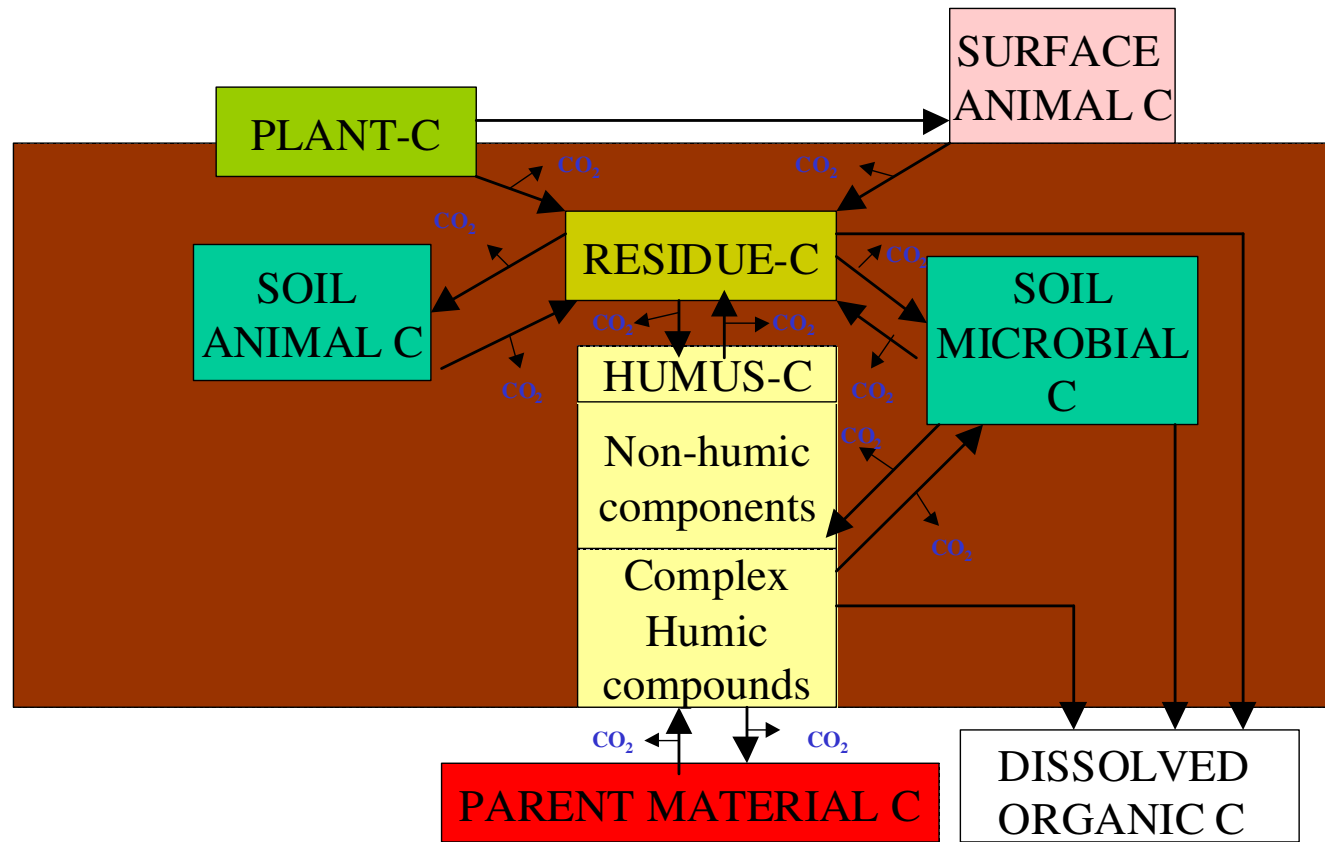 SURFACE
ANIMAL C
PLANT-C
CO₂
CO₂
CO₂
RESIDUE-C
CO₂
SOIL
ANIMAL C
SOIL
MICROBIAL
C
CO₂
CO₂
CO₂
CO₂
HUMUS-C
CO₂
Non-humic
components
CO₂
Complex
Humic
compounds
CO₂
CO₂
PARENT MATERIAL C
DISSOLVED
ORGANIC C